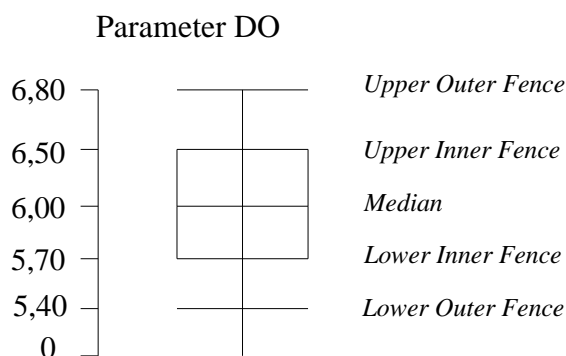 Parameter DO
6,80 Upper Outer Fence
6,50 Upper Inner Fence
6,00 Median
5,70 Lower Inner Fence
5,40 Lower Outer Fence
0